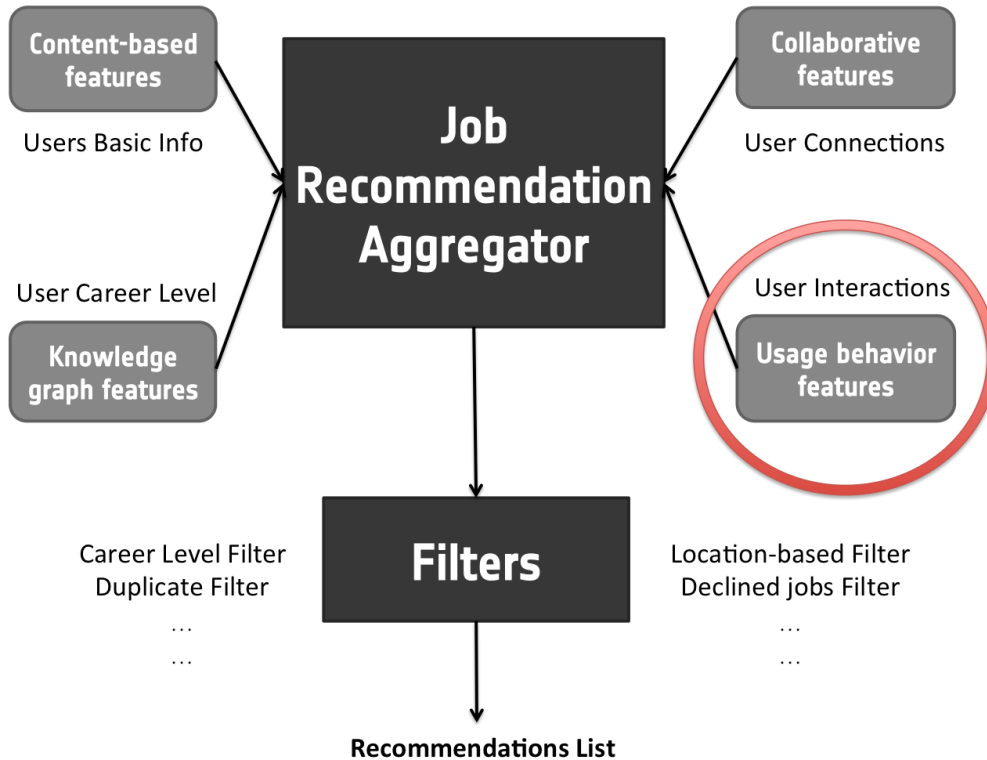 Content-based
features
Users Basic Info
Job
Recommendation
Aggregator
Collaborative
features
User Connections
User Career Level
Knowledge
graph features
User Interactions
Usage behavior
features
Career Level Filter
Duplicate Filter
...
...
Filters
Location-based Filter
Declined jobs Filter
...
...
Recommendations List